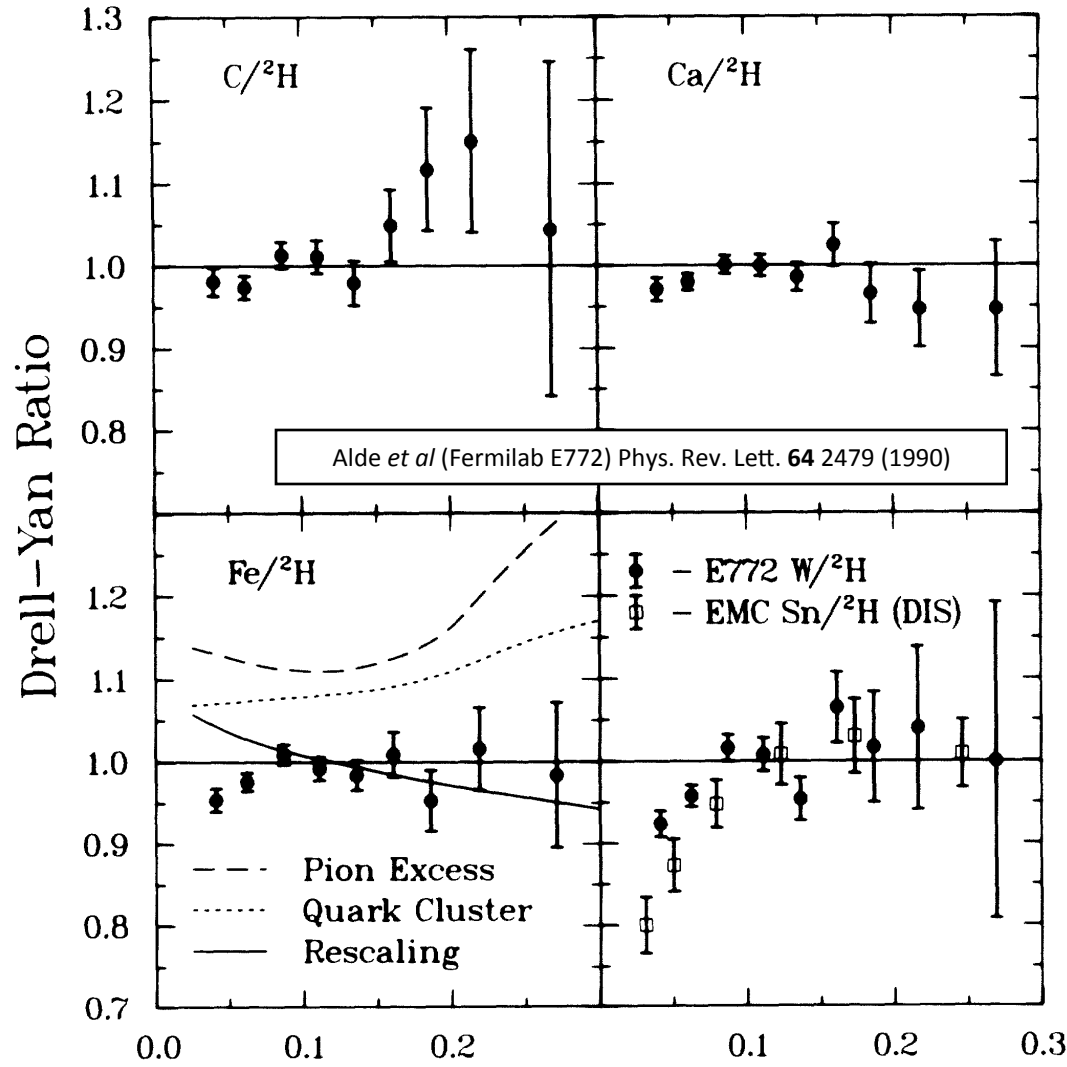 Drell-Yan Ratio
1.3
1.2
1.1
1.0
0.9
0.8
C/²H
Ca/²H
Alde et al (Fermilab E772) Phys. Rev. Lett. 64 2479 (1990)
1.2
1.1
1.0
0.9
0.8
0.7
Fe/²H
Pion Excess
Quark Cluster
Rescaling
– E772 W/²H
– EMC Sn/²H (DIS)
0.0 0.1 0.2 0.1 0.2 0.3